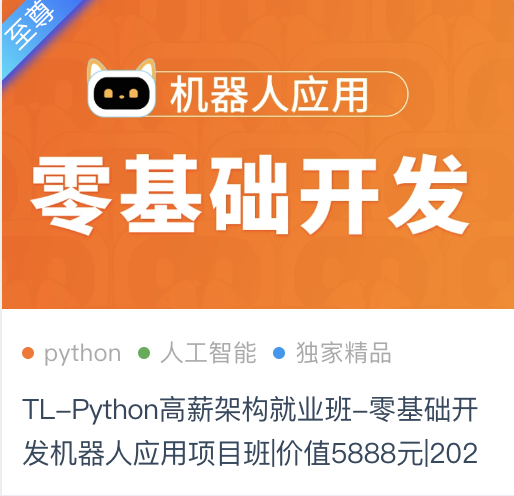 至尊
机器人应用
零基础开发
python 人工智能 独家精品
TL-Python高薪架构就业班-零基础开
发机器人应用项目班|价值5888元|202